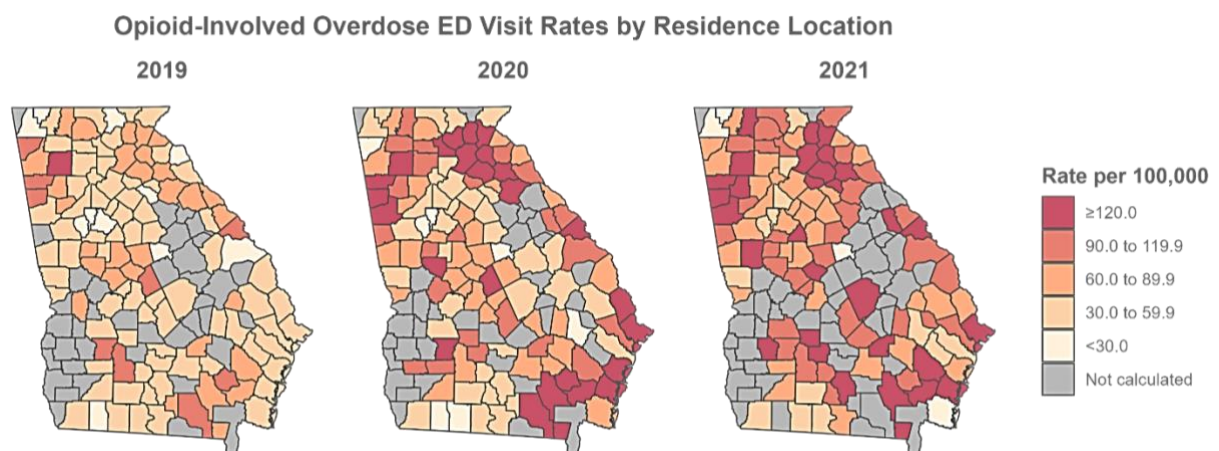 Opioid-Involved Overdose ED Visit Rates by Residence Location
2019 2020 2021
Rate per 100,000
≥120.0
90.0 to 119.9
60.0 to 89.9
30.0 to 59.9
<30.0
Not calculated